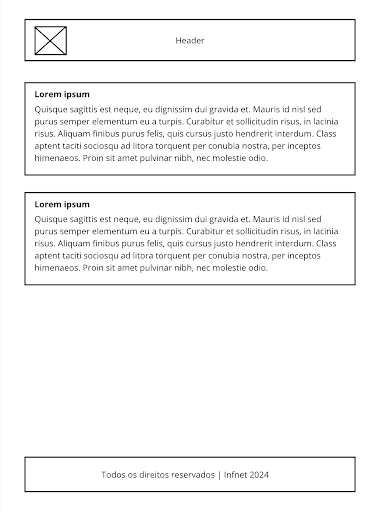 Header
Lorem ipsum
Quisque sagittis est neque, eu dignissim dui gravida et. Mauris id nisl sed
purus semper elementum eu a turpis. Curabitur et sollicitudin risus, in lacinia
risus. Aliquam finibus purus felis, quis cursus justo hendrerit interdum. Class
aptent taciti sociosqu ad litora torquent per conubia nostra, per inceptos
himenaeos. Proin sit amet pulvinar nibh, nec molestie odio.
Lorem ipsum
Quisque sagittis est neque, eu dignissim dui gravida et. Mauris id nisl sed
purus semper elementum eu a turpis. Curabitur et sollicitudin risus, in lacinia
risus. Aliquam finibus purus felis, quis cursus justo hendrerit interdum. Class
aptent taciti sociosqu ad litora torquent per conubia nostra, per inceptos
himenaeos. Proin sit amet pulvinar nibh, nec molestie odio.
Todos os direitos reservados | Infnet 2024